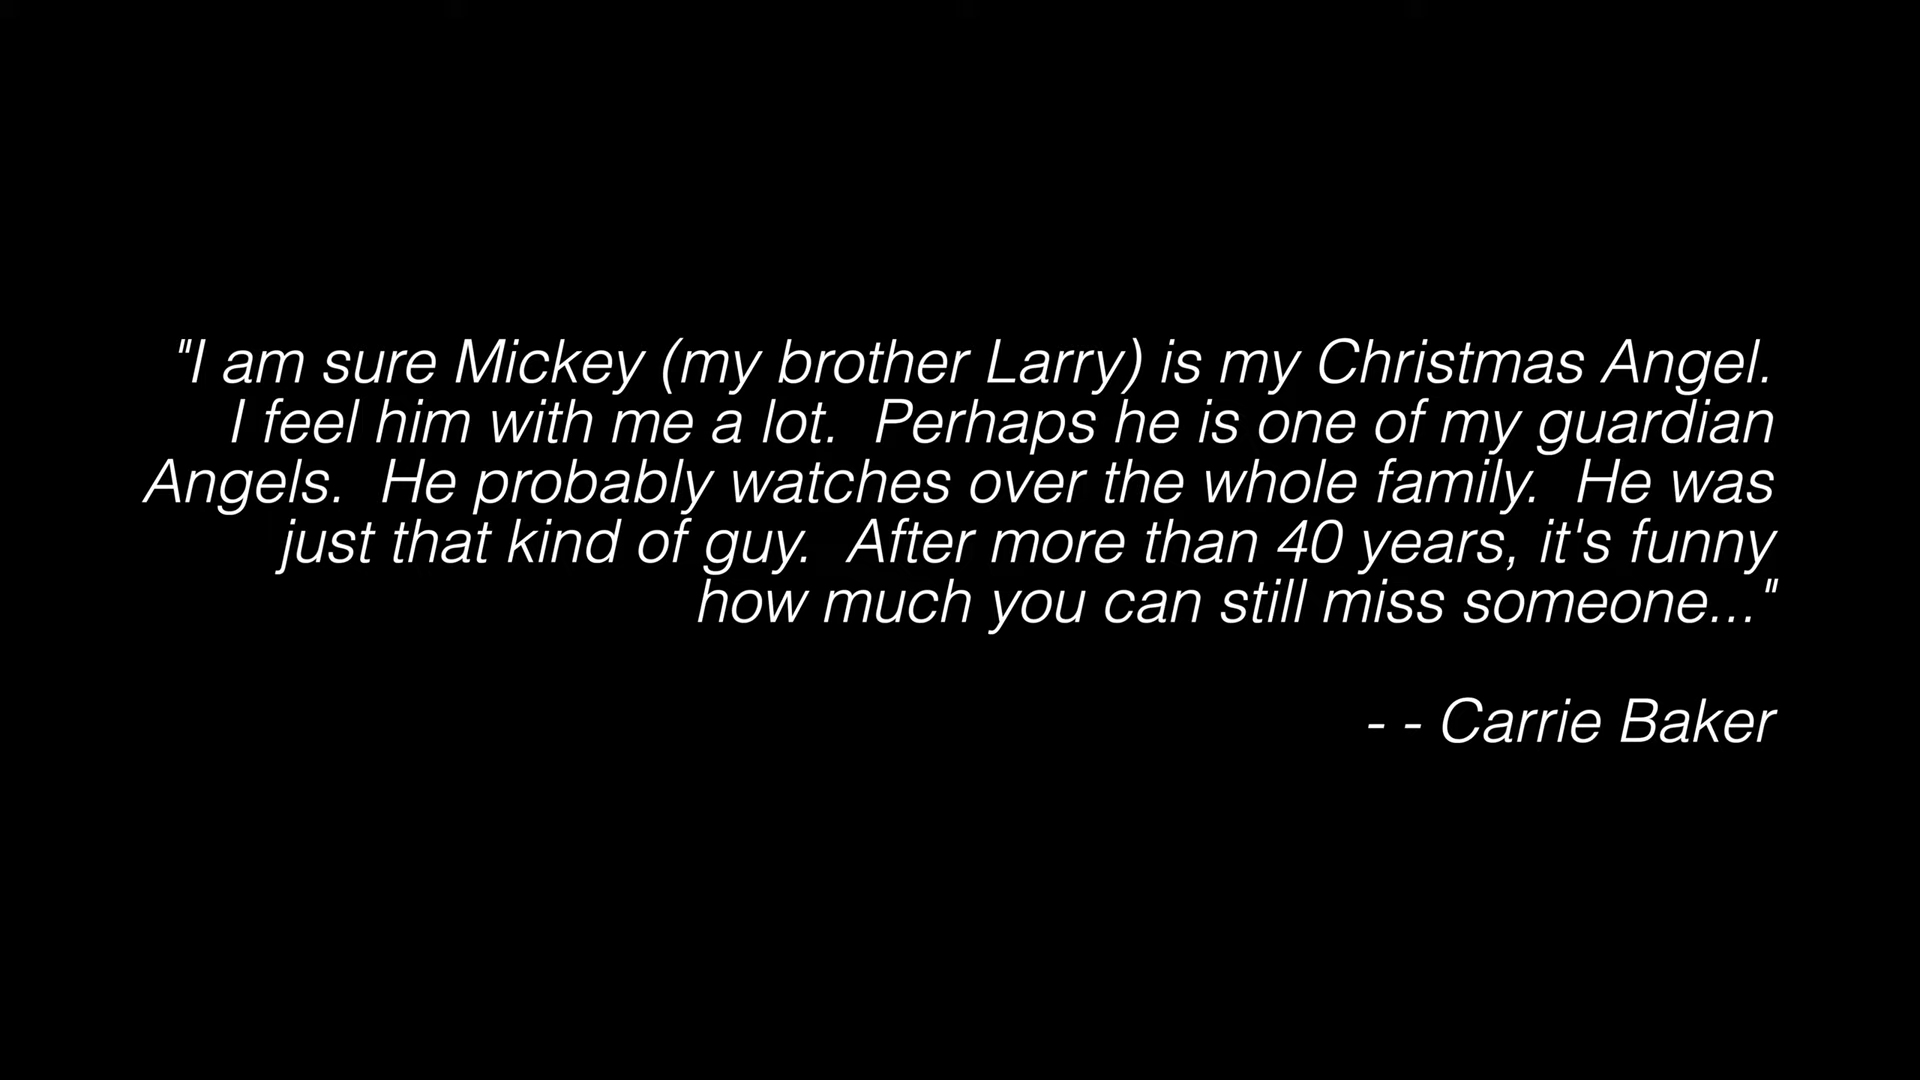 "I am sure Mickey (my brother Larry) is my Christmas Angel.
I feel him with me a lot.  Perhaps he is one of my guardian
Angels.  He probably watches over the whole family.  He was
just that kind of guy.  After more than 40 years, it's funny
how much you can still miss someone..."
- - Carrie Baker